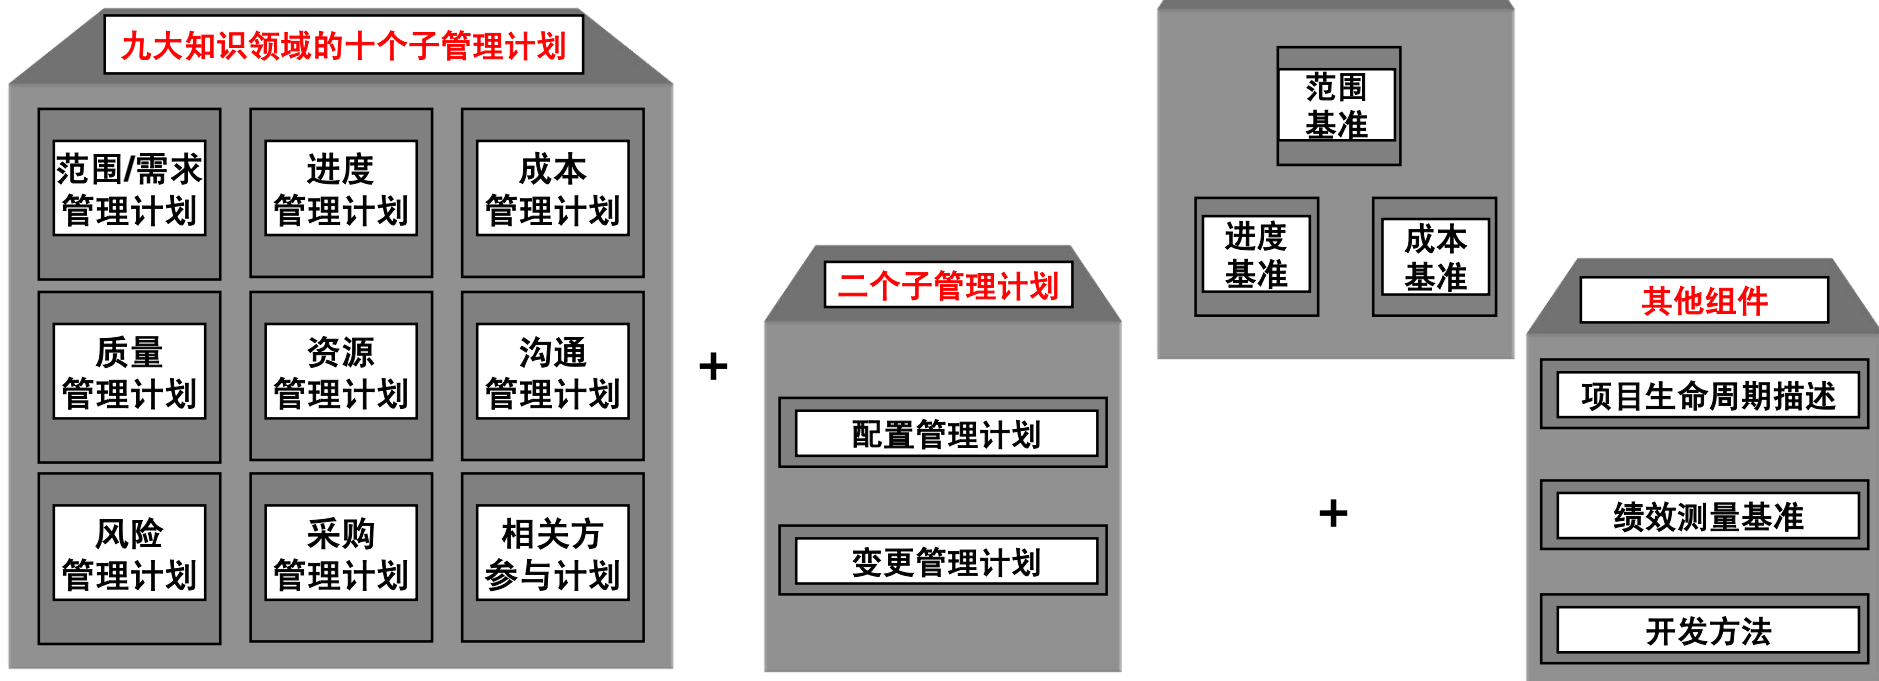 九大知识领域的十个子管理计划
范围/需求
管理计划
进度
管理计划
成本
管理计划
质量
管理计划
资源
管理计划
沟通
管理计划
风险
管理计划
采购
管理计划
相关方
参与计划
+
二个子管理计划
配置管理计划
变更管理计划
范围
基准
进度
基准
成本
基准
+
其他组件
项目生命周期描述
绩效测量基准
开发方法